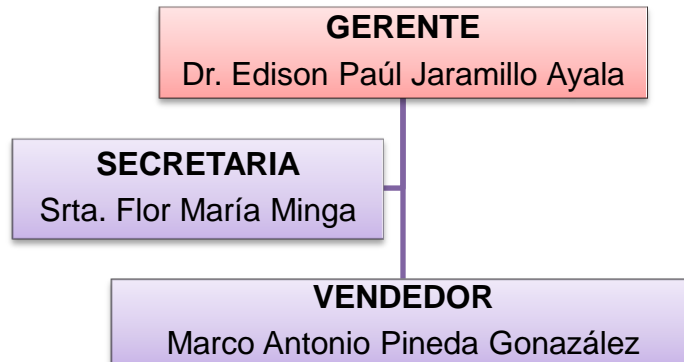 GERENTE
Dr. Edison Paúl Jaramillo Ayala
SECRETARIA
Srta. Flor María Minga
VENDEDOR
Marco Antonio Pineda Gonazález